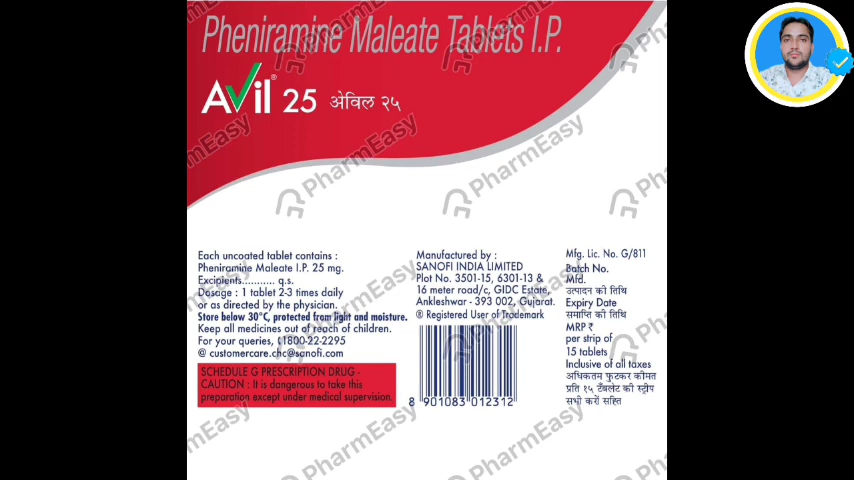 Pheniramine Maleate Tablets I.P.
Avil® 25 अेविल २५
Each uncoated tablet contains :
Pheniramine Maleate I.P. 25 mg.
Excipients........... q.s.
Dosage : 1 tablet 2-3 times daily
or as directed by the physician.
Store below 30°C, protected from light and moisture.
Keep all medicines out of reach of children.
For your queries, 1800-22-2295
@ customercare.chc@sanofi.com
SCHEDULE G PRESCRIPTION DRUG -
CAUTION : It is dangerous to take this
preparation except under medical supervision.
Manufactured by :
SANOFI INDIA LIMITED
Plot No. 3501-15, 6301-13 &
16 meter road/c, GIDC Estate,
Ankleshwar - 393 002, Gujarat.
® Registered User of Trademark
8 901083 012312
Mfg. Lic. No. G/811
Batch No.
Mfd.
उत्पादन की तिथि
Expiry Date
समाप्ति की तिथि
MRP ₹
per strip of
15 tablets
Inclusive of all taxes
अधिकतम फुटकर कीमत
प्रति १५ टॅबलेट की स्ट्रीप
सभी करों सहित
PharmEasy
PharmEasy
PharmEasy
PharmEasy
PharmEasy
PharmEasy